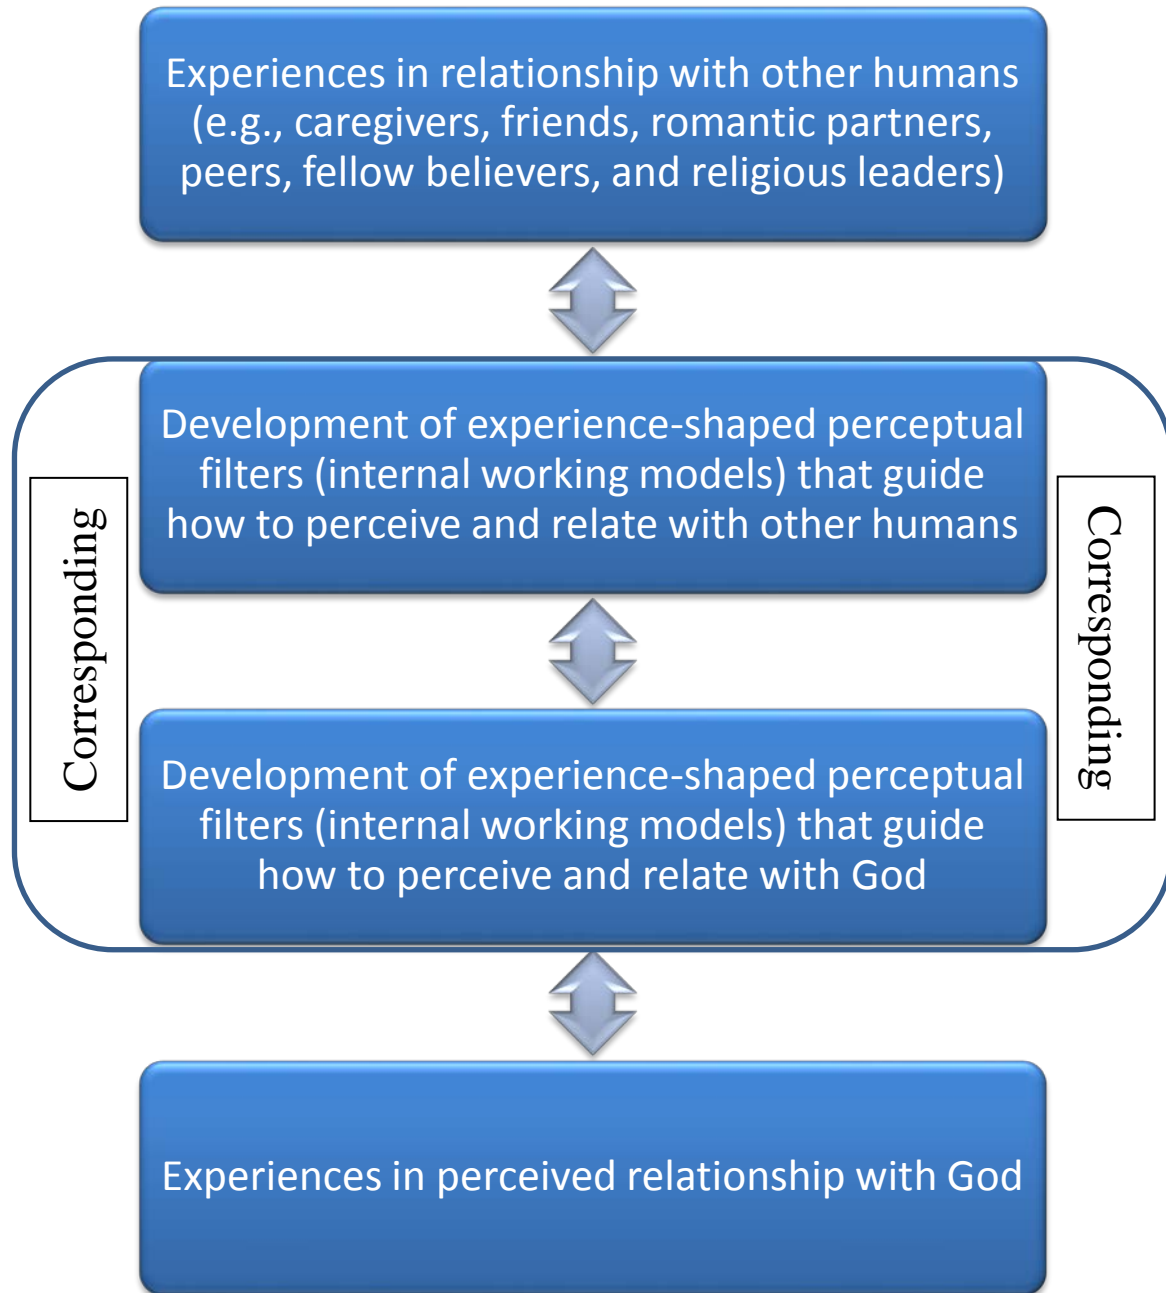 Experiences in relationship with other humans
(e.g., caregivers, friends, romantic partners,
peers, fellow believers, and religious leaders)
Development of experience-shaped perceptual
filters (internal working models) that guide
how to perceive and relate with other humans
Corresponding
Corresponding
Development of experience-shaped perceptual
filters (internal working models) that guide
how to perceive and relate with God
Experiences in perceived relationship with God